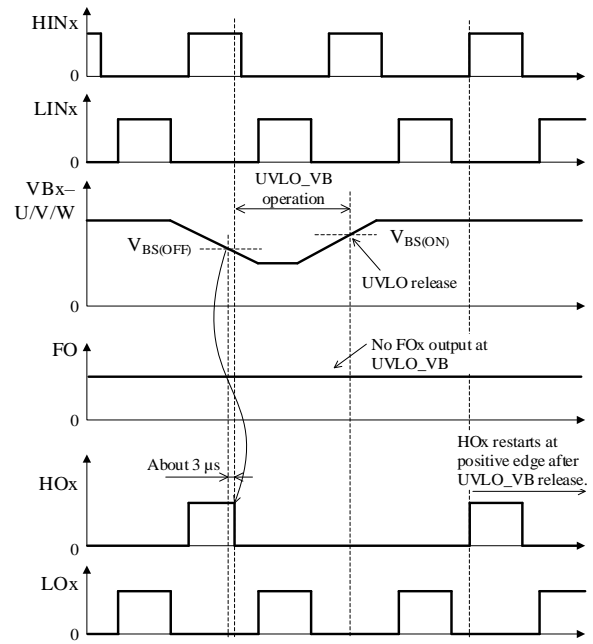 HINx
0
LINx
0
UVLO_VB
operation
VBx–
U/V/W
VBS(OFF)
VBS(ON)
UVLO release
0
FO
No FOx output at
UVLO_VB
0
HOx restarts at
positive edge after
UVLO_VB release.
About 3 µs
HOx
0
LOx
0